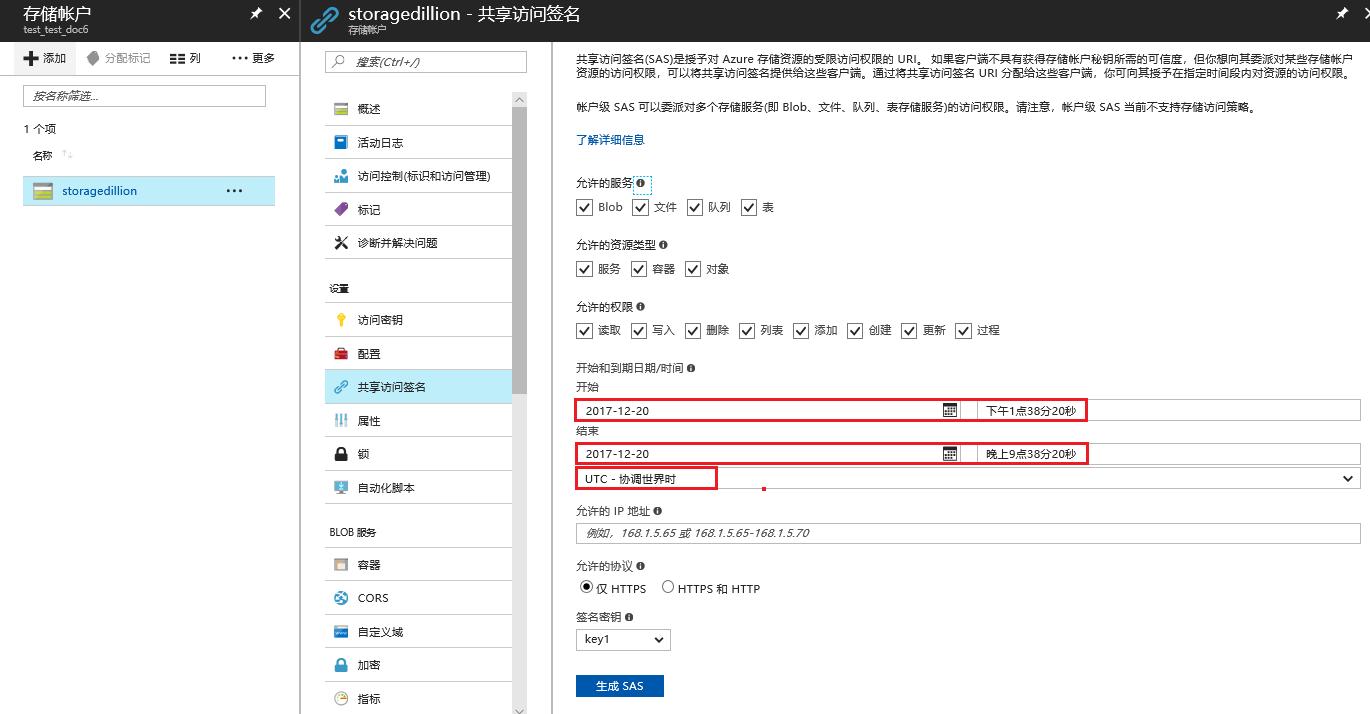 存储帐户
test_test_doc6
添加
分配标记
列
更多
按名称筛选...
1 个项
名称
storagedillion
storagedillion - 共享访问签名
存储帐户
搜索(Ctrl+/)
概述
活动日志
访问控制(标识和访问管理)
标记
诊断并解决问题
设置
访问密钥
配置
共享访问签名
属性
锁
自动化脚本
BLOB 服务
容器
CORS
自定义域
加密
指标
共享访问签名(SAS)是授予对 Azure 存储资源的受限访问权限的 URI。 如果客户端不具有获得存储帐户秘钥所需的可信度，但你想向其委派对某些存储帐户
资源的访问权限，可以将共享访问签名提供给这些客户端。通过将共享访问签名 URI 分配给这些客户端，你可向其授予在指定时间段内对资源的访问权限。
帐户级 SAS 可以委派对多个存储服务(即 Blob、文件、队列、表存储服务)的访问权限。请注意，帐户级 SAS 当前不支持存储访问策略。
了解详细信息
允许的服务
Blob 文件 队列 表
允许的资源类型
服务 容器 对象
允许的权限
读取 写入 删除 列表 添加 创建 更新 过程
开始和到期日期/时间
开始
2017-12-20 下午1点38分20秒
结束
2017-12-20 晚上9点38分20秒
UTC - 协调世界时
允许的 IP 地址
例如，168.1.5.65 或 168.1.5.65-168.1.5.70
允许的协议
仅 HTTPS HTTPS 和 HTTP
签名密钥
key1
生成 SAS